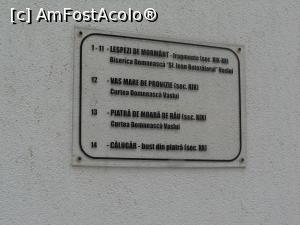 [c] AmFostAcolo®
1 - 11 - LESPEZI DE MORMÂNT - fragmente (sec. XIX-XX)
Biserica Domnească "Sf. Ioan Botezătorul" Vaslui
12 - VAS MARE DE PROVIZIE (sec. XIX)
Curtea Domnească Vaslui
13 - PIATRĂ DE MOARĂ DE RÂU (sec. XIX)
Curtea Domnească Vaslui
14 - CĂLUGĂR - bust din piatră (sec. XX)